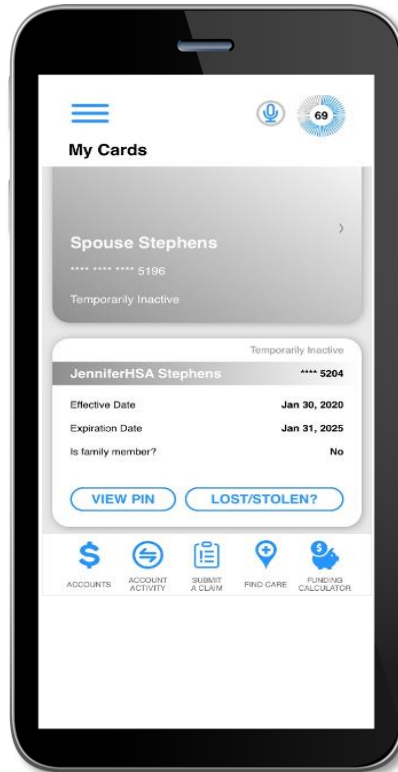 69
My Cards
Spouse Stephens
**** **** **** 5196
Temporarily Inactive
Temporarily Inactive
JenniferHSA Stephens **** 5204
Effective Date Jan 30, 2020
Expiration Date Jan 31, 2025
Is family member? No
VIEW PIN LOST/STOLEN?
ACCOUNTS ACCOUNT ACTIVITY SUBMIT A CLAIM FIND CARE FUNDING CALCULATOR